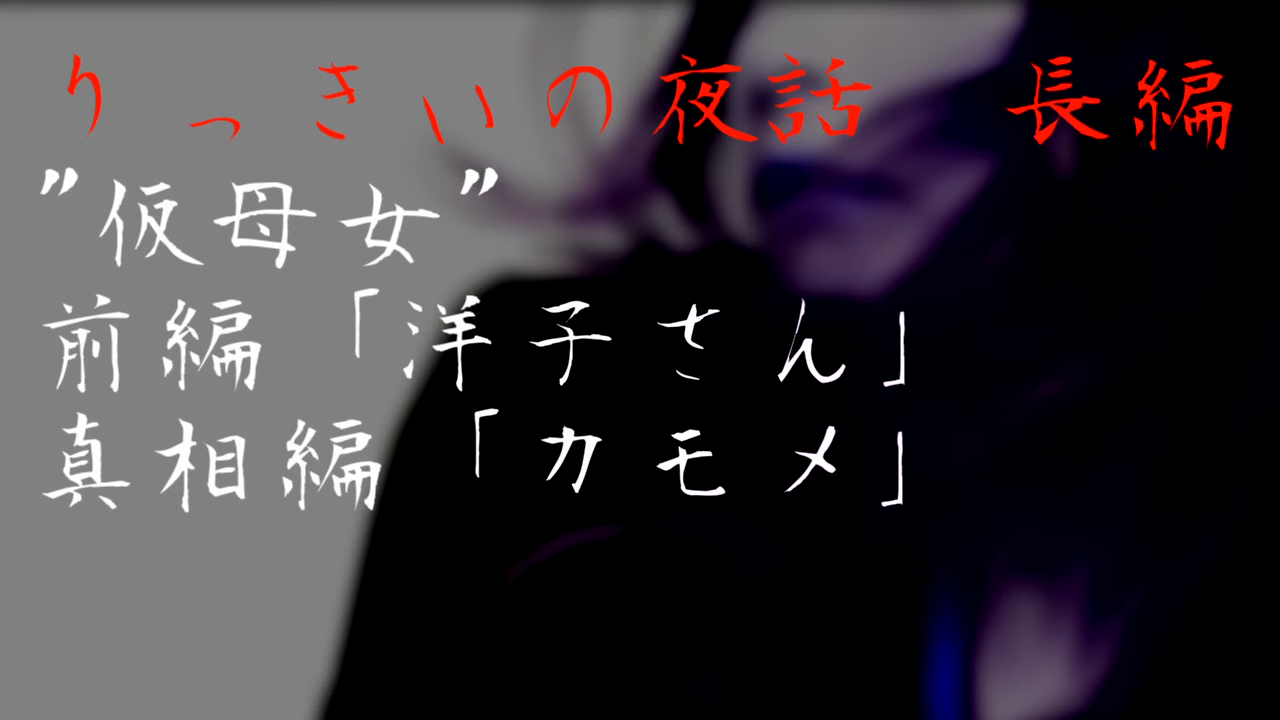 りっきいの夜話　長編
”仮母女”
前編「洋子さん」
真相編「カモメ」